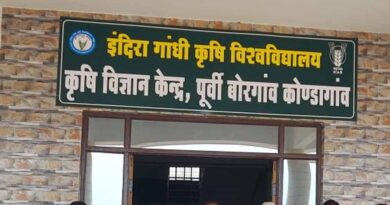 इंदिरा गांधी कृषि विश्वविद्यालय
कृषि विज्ञान केन्द्र, पूर्वी बोरगांव कोण्डागांव